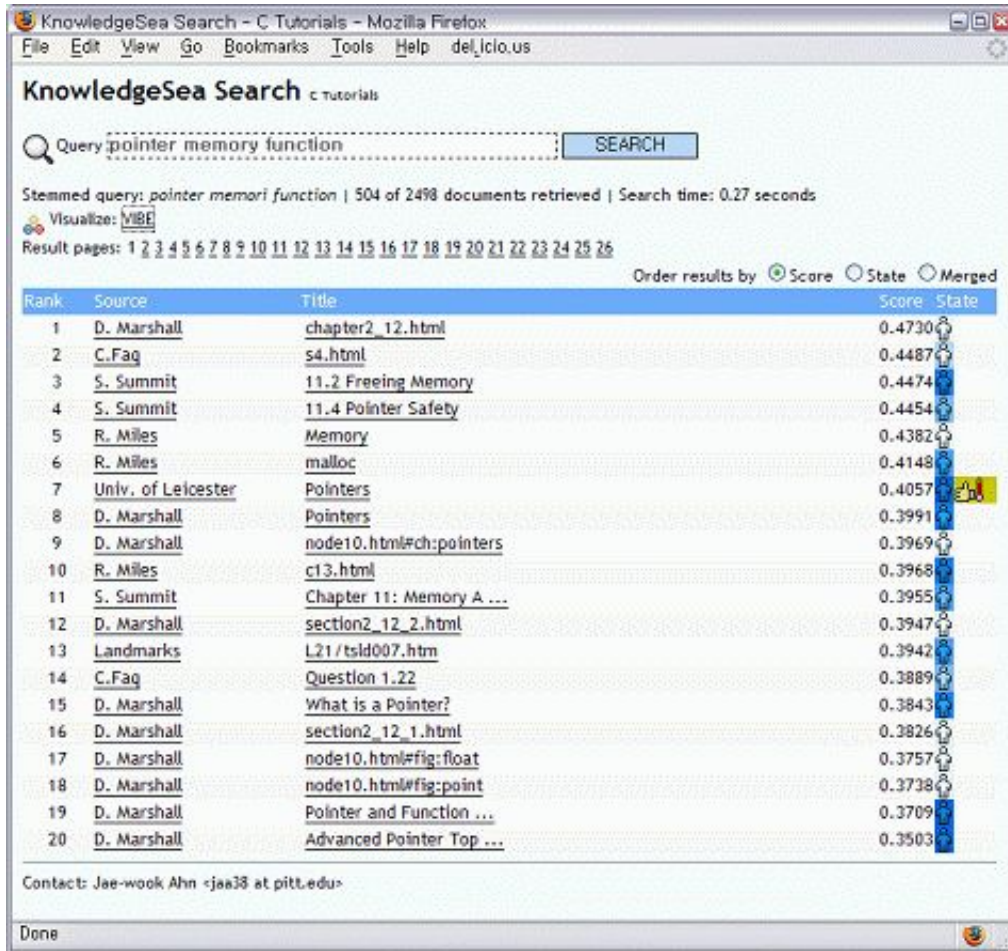 KnowledgeSea Search - C Tutorials - Mozilla Firefox
File Edit View Go Bookmarks Tools Help del.icio.us
KnowledgeSea Search C Tutorials
Query pointer memory function SEARCH
Stemmed query: pointer memori function | 504 of 2498 documents retrieved | Search time: 0.27 seconds
Visualize: VIBE
Result pages: 1 2 3 4 5 6 7 8 9 10 11 12 13 14 15 16 17 18 19 20 21 22 23 24 25 26
Order results by Score State Merged
Rank Source Title Score State
1 D. Marshall chapter2_12.html 0.4730
2 C.Faq s4.html 0.4487
3 S. Summit 11.2 Freeing Memory 0.4474
4 S. Summit 11.4 Pointer Safety 0.4454
5 R. Miles Memory 0.4382
6 R. Miles malloc 0.4148
7 Univ. of Leicester Pointers 0.4057
8 D. Marshall Pointers 0.3991
9 D. Marshall node10.html#ch:pointers 0.3969
10 R. Miles c13.html 0.3968
11 S. Summit Chapter 11: Memory A ... 0.3955
12 D. Marshall section2_12_2.html 0.3947
13 Landmarks L21/tsld007.htm 0.3942
14 C.Faq Question 1.22 0.3889
15 D. Marshall What is a Pointer? 0.3843
16 D. Marshall section2_12_1.html 0.3826
17 D. Marshall node10.html#fig:float 0.3757
18 D. Marshall node10.html#fig:point 0.3738
19 D. Marshall Pointer and Function ... 0.3709
20 D. Marshall Advanced Pointer Top ... 0.3503
Contact: Jae-wook Ahn <jaa38 at pitt.edu>
Done